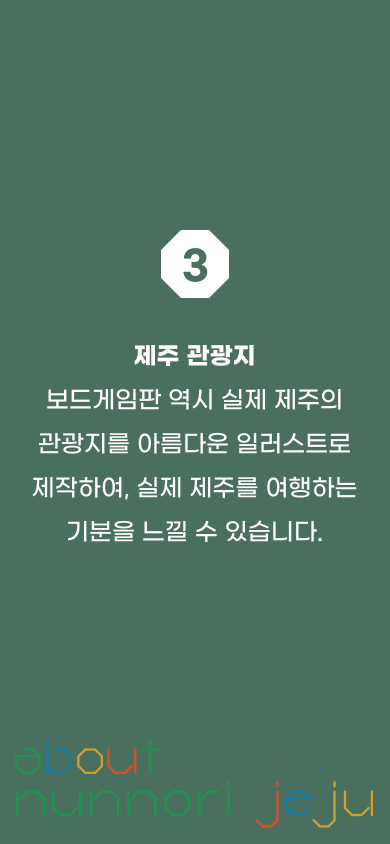 3
제주 관광지
보드게임판 역시 실제 제주의
관광지를 아름다운 일러스트로
제작하여, 실제 제주를 여행하는
기분을 느낄 수 있습니다.
about
nunnori jeju